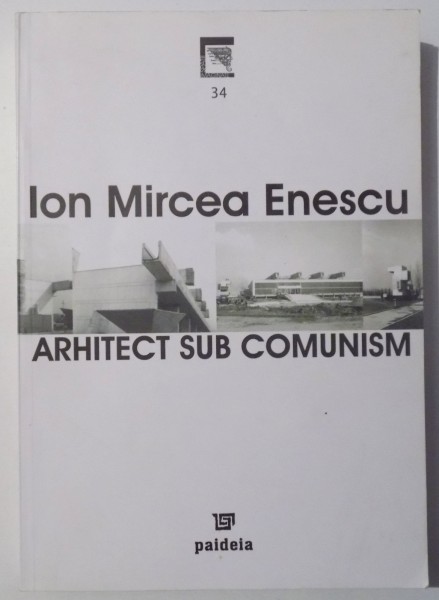 34
Ion Mircea Enescu
ARHITECT SUB COMUNISM
paideia